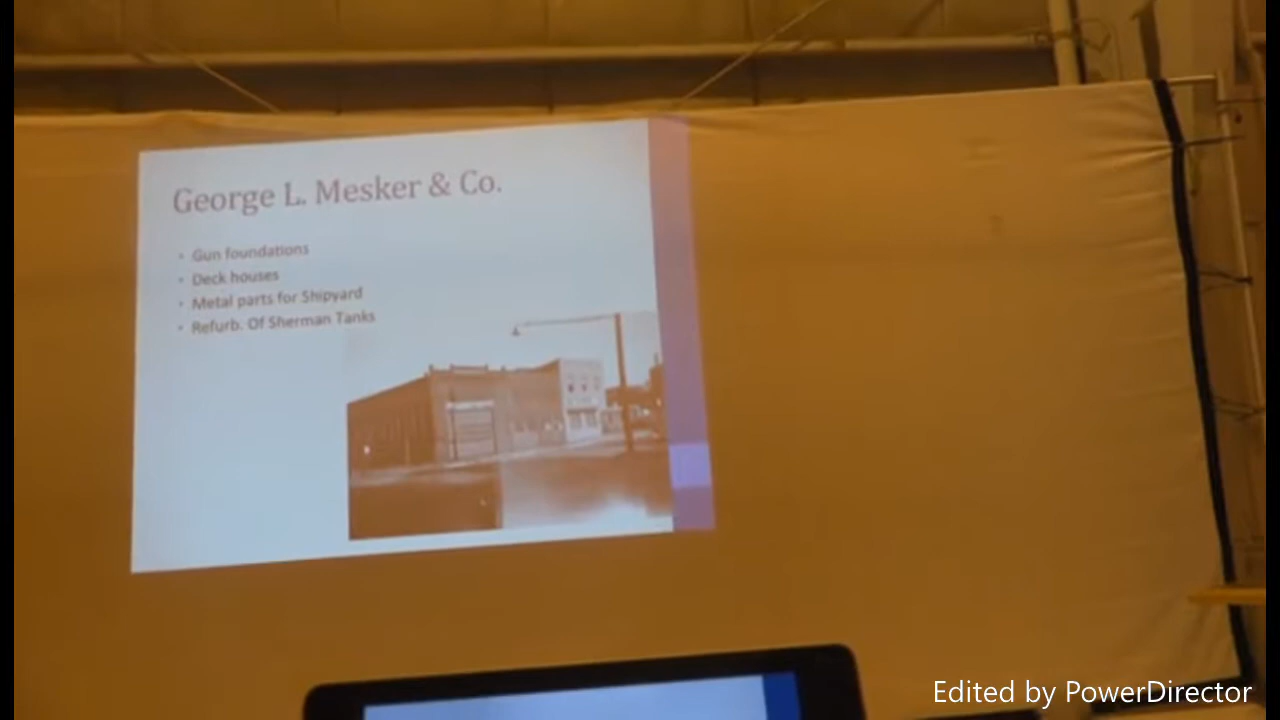 George L. Mesker & Co.
• Gun foundations
• Deck houses
• Metal parts for Shipyard
• Refurb. Of Sherman Tanks
Edited by PowerDirector